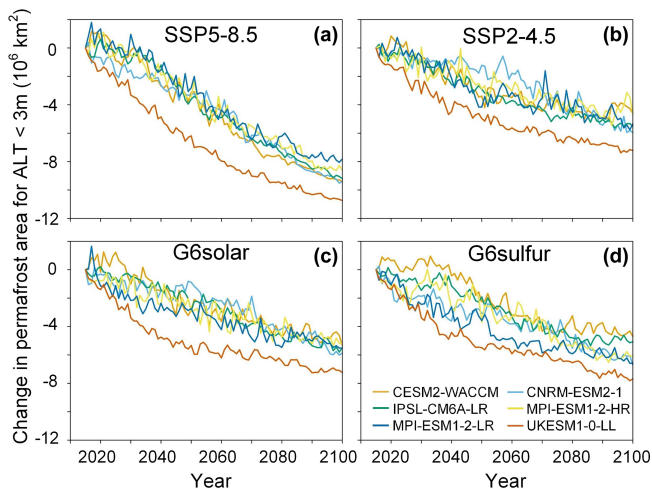 Change in permafrost area for ALT < 3m (10⁶ km²)
SSP5-8.5 (a)
SSP2-4.5 (b)
0
-4
-8
-12
G6solar (c)
G6sulfur (d)
0
-4
-8
-12
CESM2-WACCM CNRM-ESM2-1
IPSL-CM6A-LR MPI-ESM1-2-HR
MPI-ESM1-2-LR UKESM1-0-LL
2020 2040 2060 2080 2100
2020 2040 2060 2080 2100
Year
Year